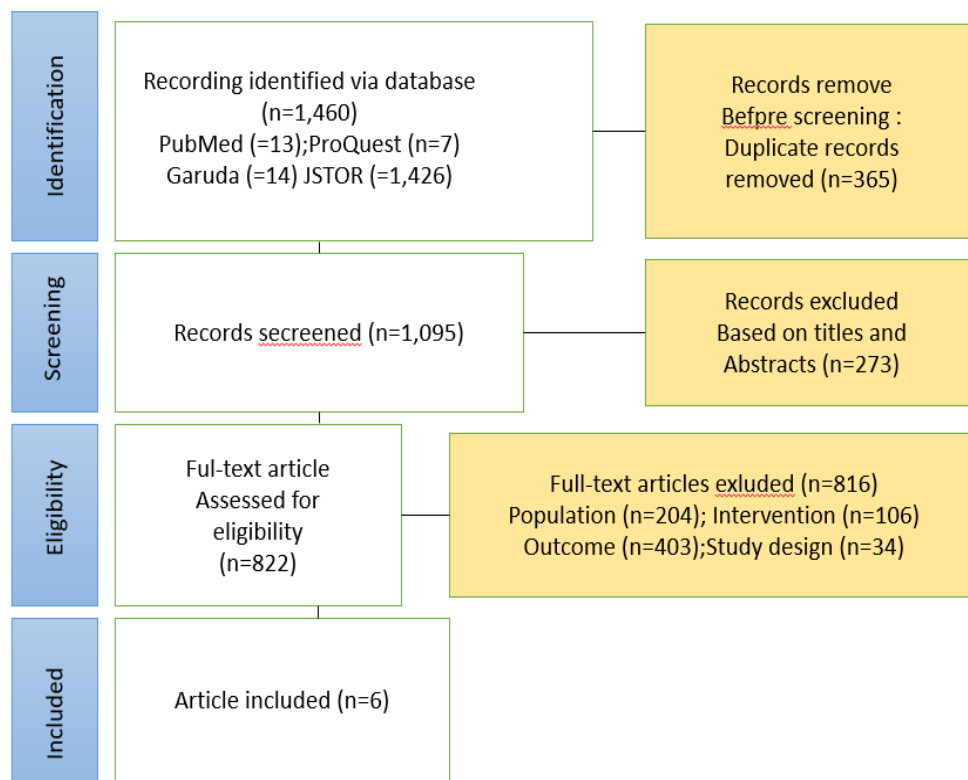 Identification
Recording identified via database
(n=1,460)
PubMed (=13);ProQuest (n=7)
Garuda (=14) JSTOR (=1,426)
Records remove
Befpre screening :
Duplicate records
removed (n=365)
Screening
Records secreened (n=1,095)
Records excluded
Based on titles and
Abstracts (n=273)
Eligibility
Ful-text article
Assessed for
eligibility
(n=822)
Full-text articles exluded (n=816)
Population (n=204); Intervention (n=106)
Outcome (n=403);Study design (n=34)
Included
Article included (n=6)